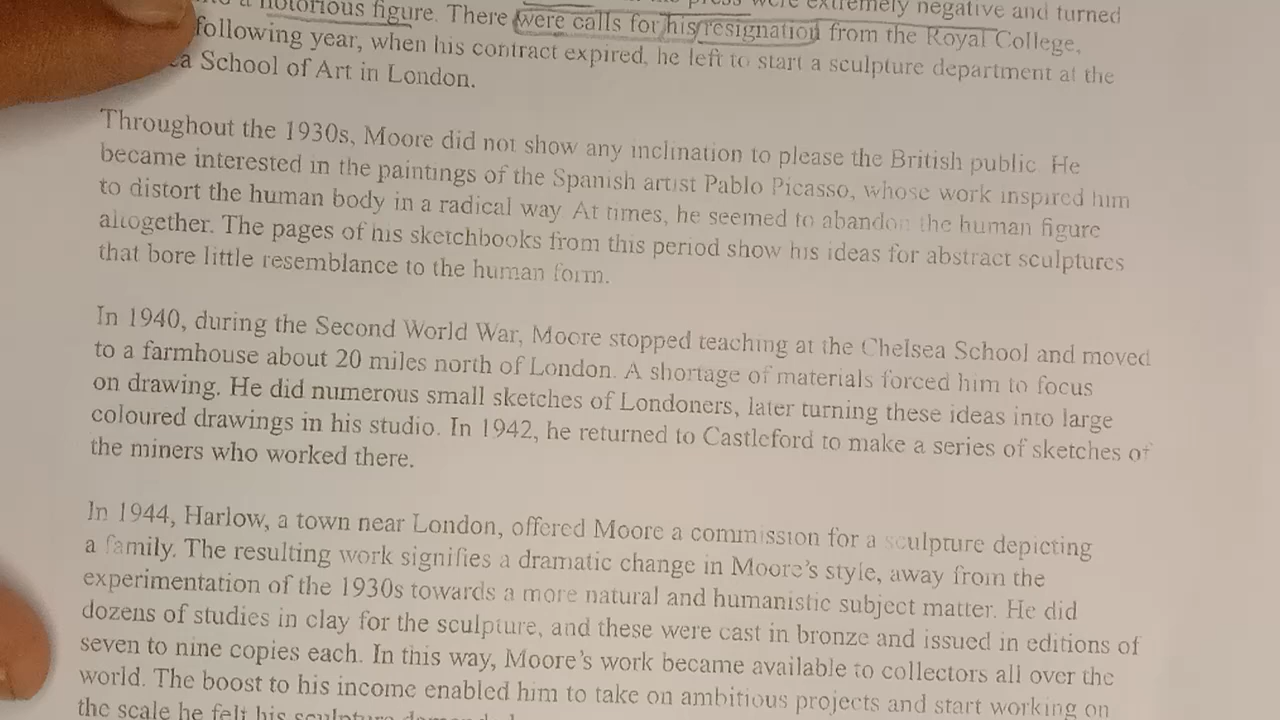 a notorious figure. There were calls for his resignation from the Royal College,
following year, when his contract expired, he left to start a sculpture department at the
School of Art in London.
Throughout the 1930s, Moore did not show any inclination to please the British public He
became interested in the paintings of the Spanish artist Pablo Picasso, whose work inspired him
to distort the human body in a radical way At times, he seemed to abandon the human figure
altogether. The pages of his sketchbooks from this period show his ideas for abstract sculptures
that bore little resemblance to the human form.
In 1940, during the Second World War, Moore stopped teaching at the Chelsea School and moved
to a farmhouse about 20 miles north of London. A shortage of materials forced him to focus
on drawing. He did numerous small sketches of Londoners, later turning these ideas into large
coloured drawings in his studio. In 1942, he returned to Castleford to make a series of sketches of
the miners who worked there.
In 1944, Harlow, a town near London, offered Moore a commission for a sculpture depicting
a family. The resulting work signifies a dramatic change in Moore's style, away from the
experimentation of the 1930s towards a more natural and humanistic subject matter. He did
dozens of studies in clay for the sculpture, and these were cast in bronze and issued in editions of
seven to nine copies each. In this way, Moore's work became available to collectors all over the
world. The boost to his income enabled him to take on ambitious projects and start working on
the scale he felt his sculpture